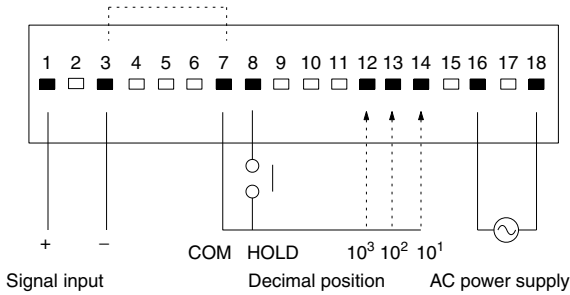 1 2 3 4 5 6 7 8 9 10 11 12 13 14 15 16 17 18
+ − COM HOLD 10³ 10² 10¹
Signal input Decimal position AC power supply